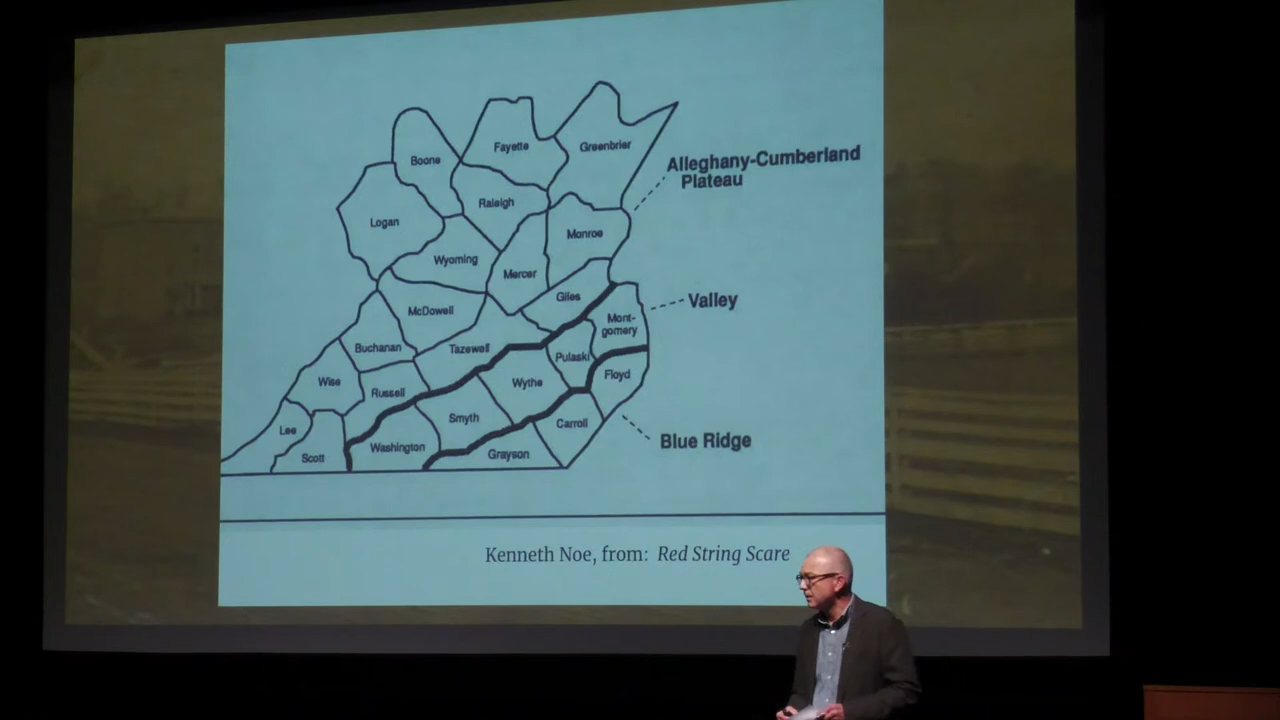 Boone
Fayette
Greenbrier
Alleghany-Cumberland
Plateau
Logan
Raleigh
Monroe
Wyoming
Mercer
Giles
Valley
McDowell
Mont-
gomery
Buchanan
Tazewell
Pulaski
Wise
Russell
Wythe
Floyd
Lee
Smyth
Carroll
Blue Ridge
Scott
Washington
Grayson
Kenneth Noe, from: Red String Scare